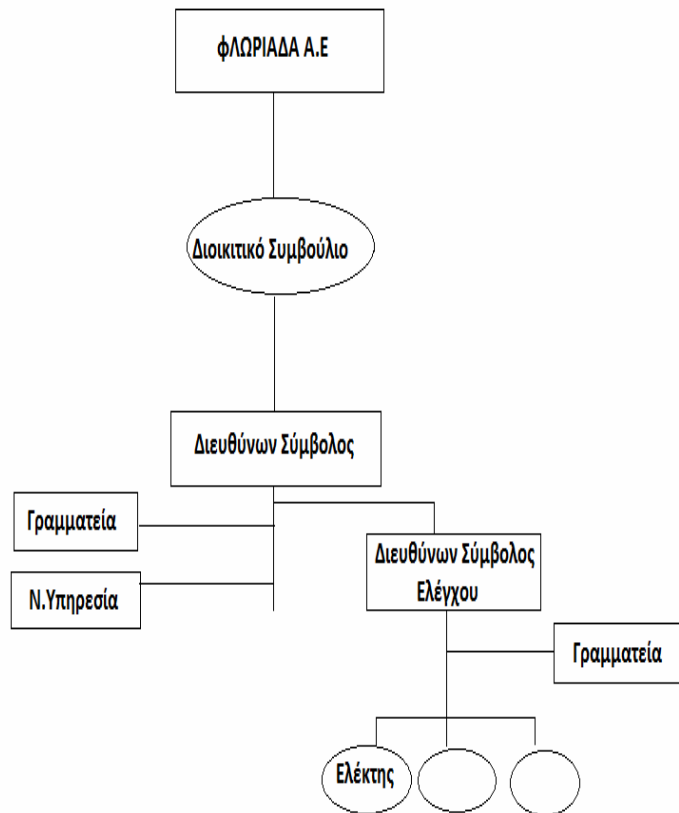 φΛΩΡΙΑΔΑ Α.Ε
Διοικιτικό Συμβούλιο
Διευθύνων Σύμβολος
Γραμματεία
Διευθύνων Σύμβολος
Ελέγχου
Ν.Υπηρεσία
Γραμματεία
Ελέκτης